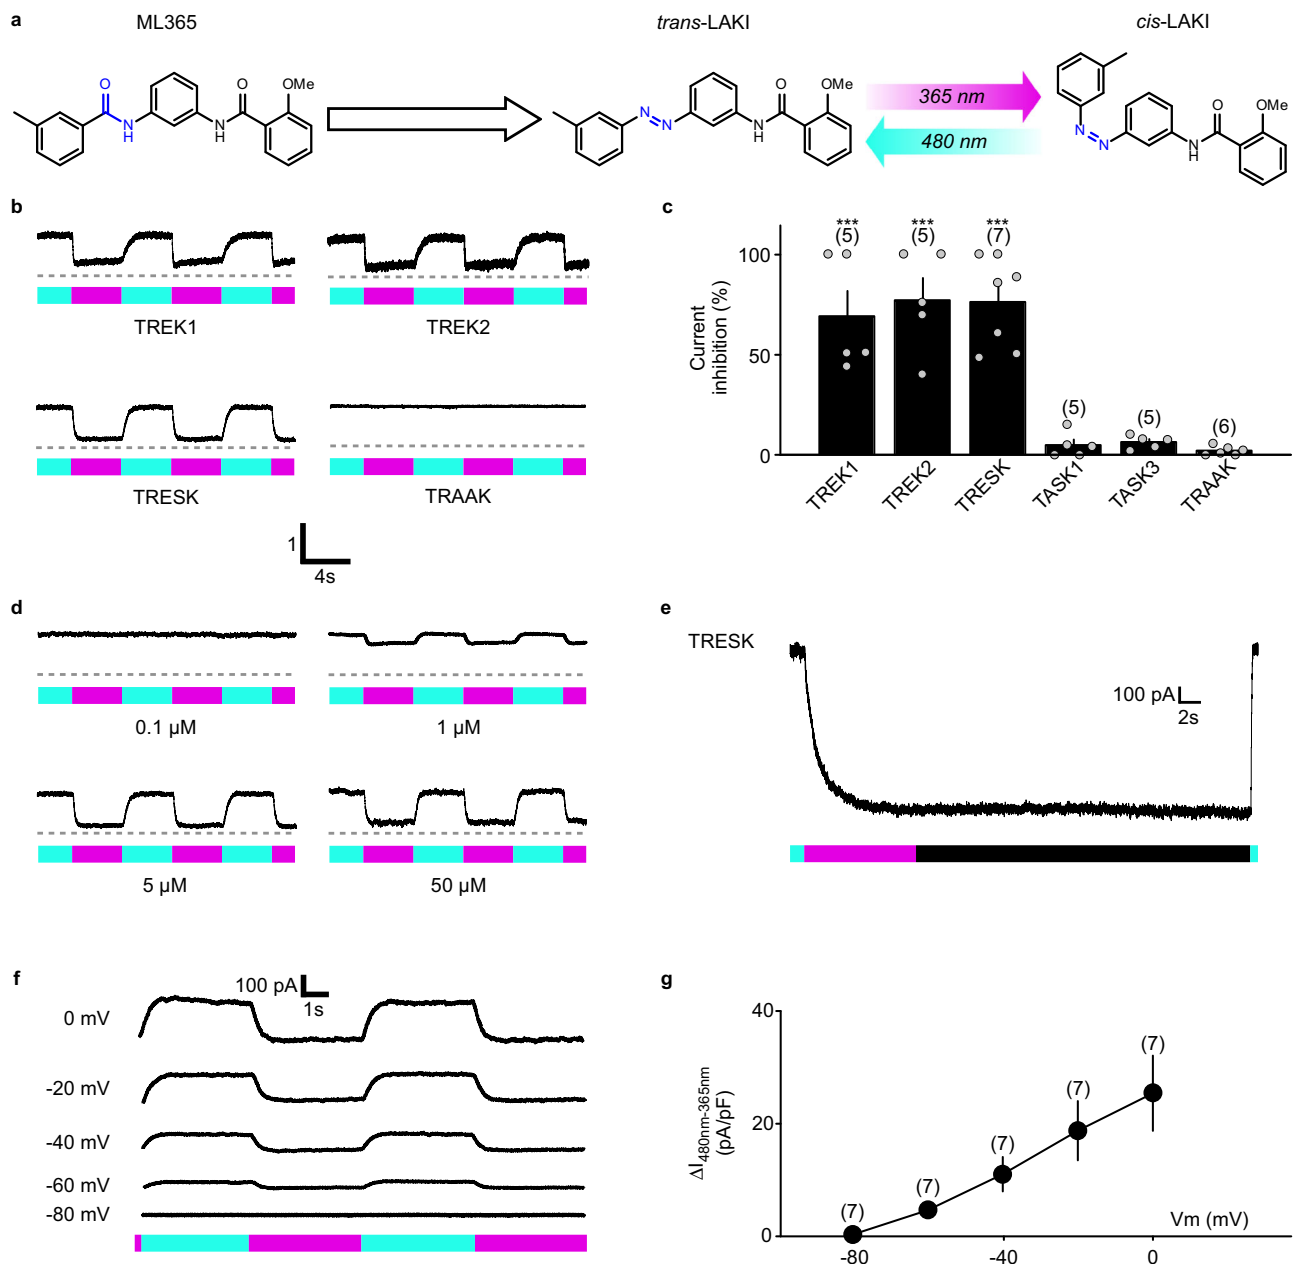 a
ML365
trans-LAKI
cis-LAKI
O
N
H
N
H
O
OMe
N
N
N
H
O
OMe
365 nm
480 nm
N
N
N
H
O
OMe
b
TREK1
TREK2
TRESK
TRAAK
1
4s
c
Current
inhibition (%)
100
50
0
***
(5)
***
(5)
***
(7)
(5)
(5)
(6)
TREK1
TREK2
TRESK
TASK1
TASK3
TRAAK
d
0.1 µM
1 µM
5 µM
50 µM
e
TRESK
100 pA
2s
f
100 pA
1s
0 mV
-20 mV
-40 mV
-60 mV
-80 mV
g
ΔI480nm-365nm
(pA/pF)
40
20
0
(7)
(7)
(7)
(7)
(7)
Vm (mV)
-80
-40
0